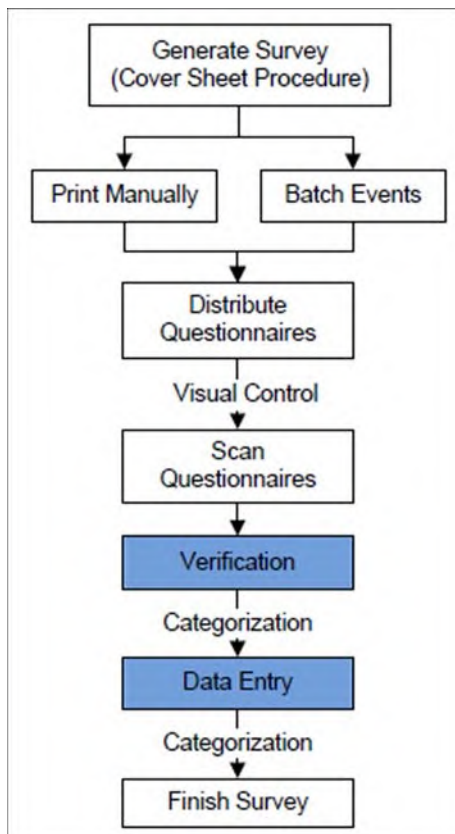 Generate Survey
(Cover Sheet Procedure)
Print Manually
Batch Events
Distribute
Questionnaires
Visual Control
Scan
Questionnaires
Verification
Categorization
Data Entry
Categorization
Finish Survey